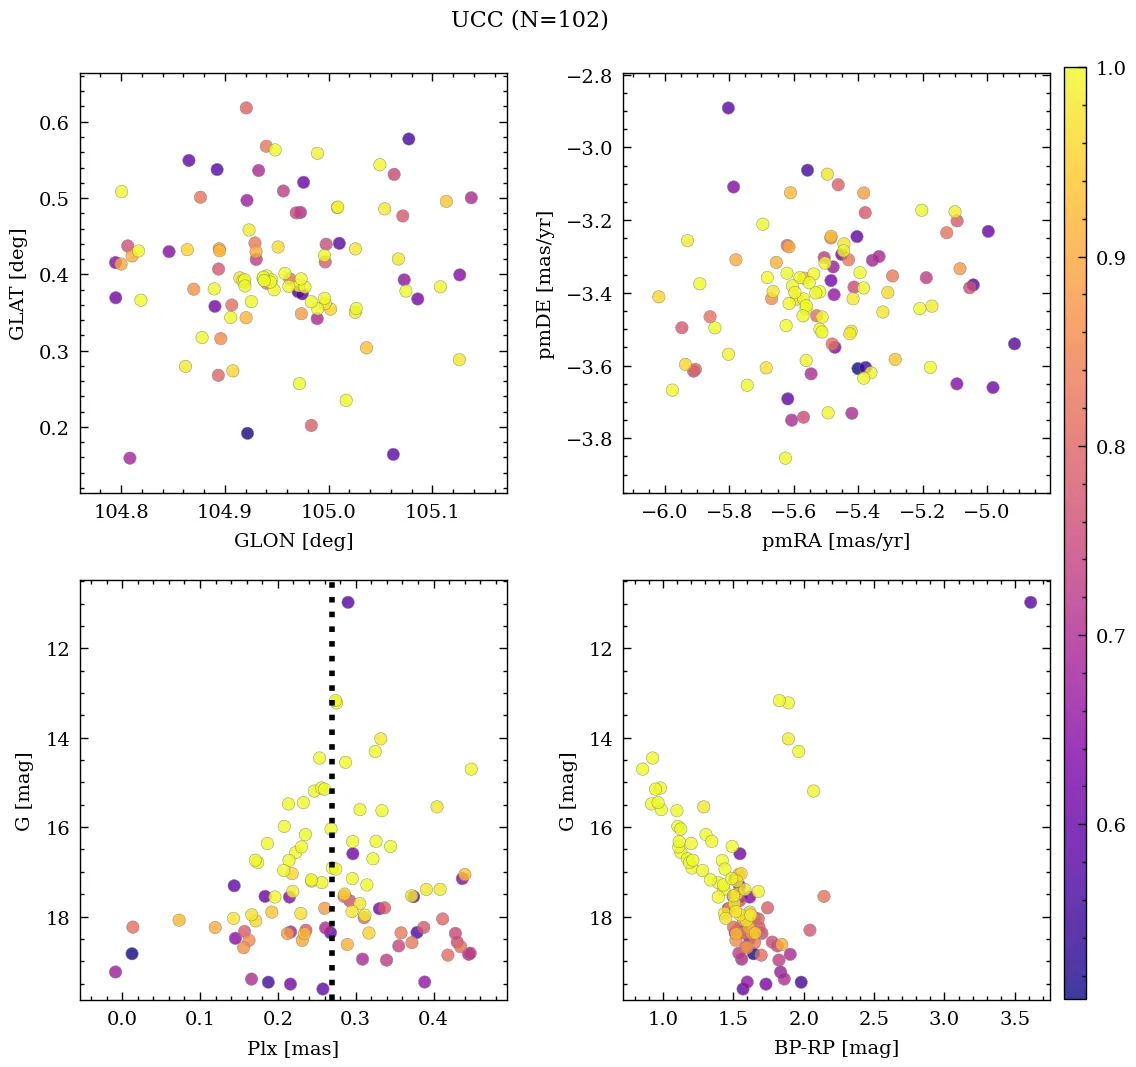 UCC (N=102)
0.6
0.5
0.4
0.3
0.2
GLAT [deg]
104.8 104.9 105.0 105.1
GLON [deg]
−2.8
−3.0
−3.2
−3.4
−3.6
−3.8
pmDE [mas/yr]
−6.0 −5.8 −5.6 −5.4 −5.2 −5.0
pmRA [mas/yr]
12
14
16
18
G [mag]
0.0 0.1 0.2 0.3 0.4
Plx [mas]
12
14
16
18
G [mag]
1.0 1.5 2.0 2.5 3.0 3.5
BP-RP [mag]
1.0
0.9
0.8
0.7
0.6